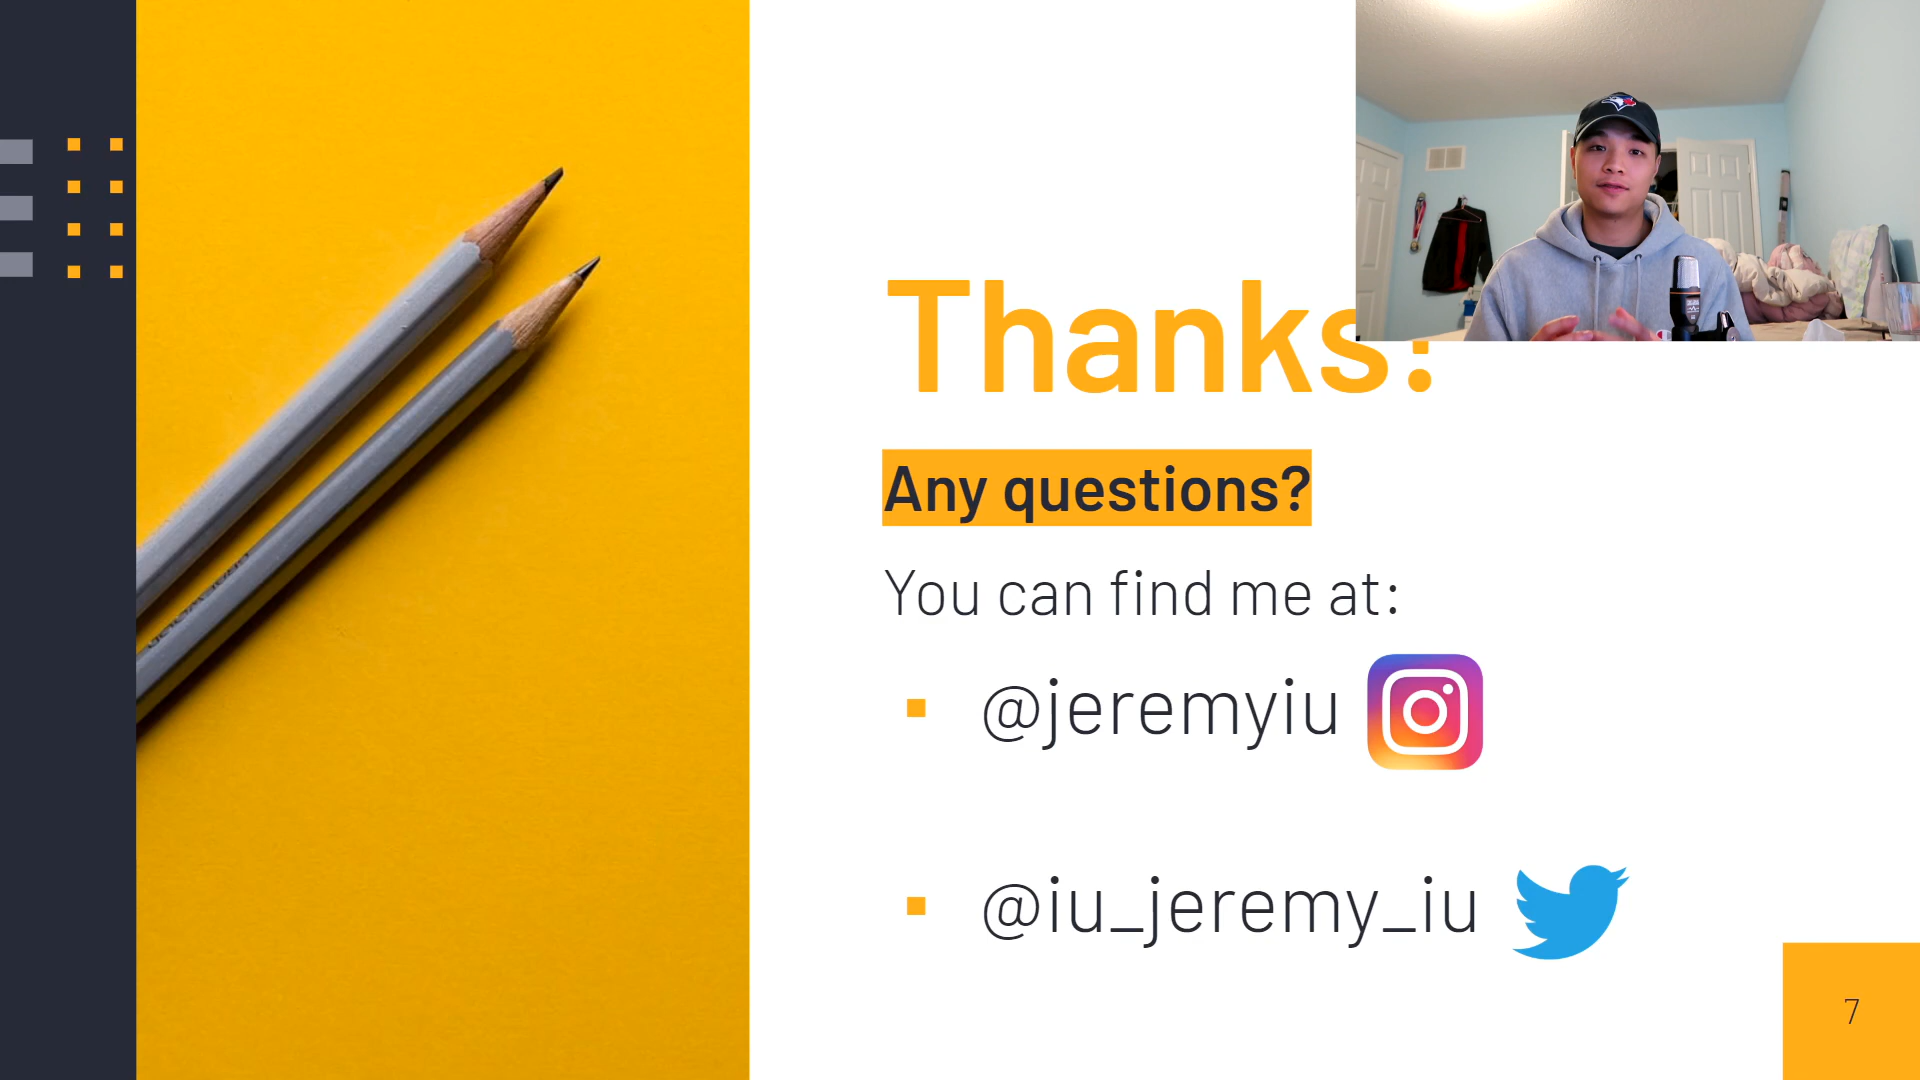 Thanks!
Any questions?
You can find me at:
@jeremyiu
@iu_jeremy_iu
7